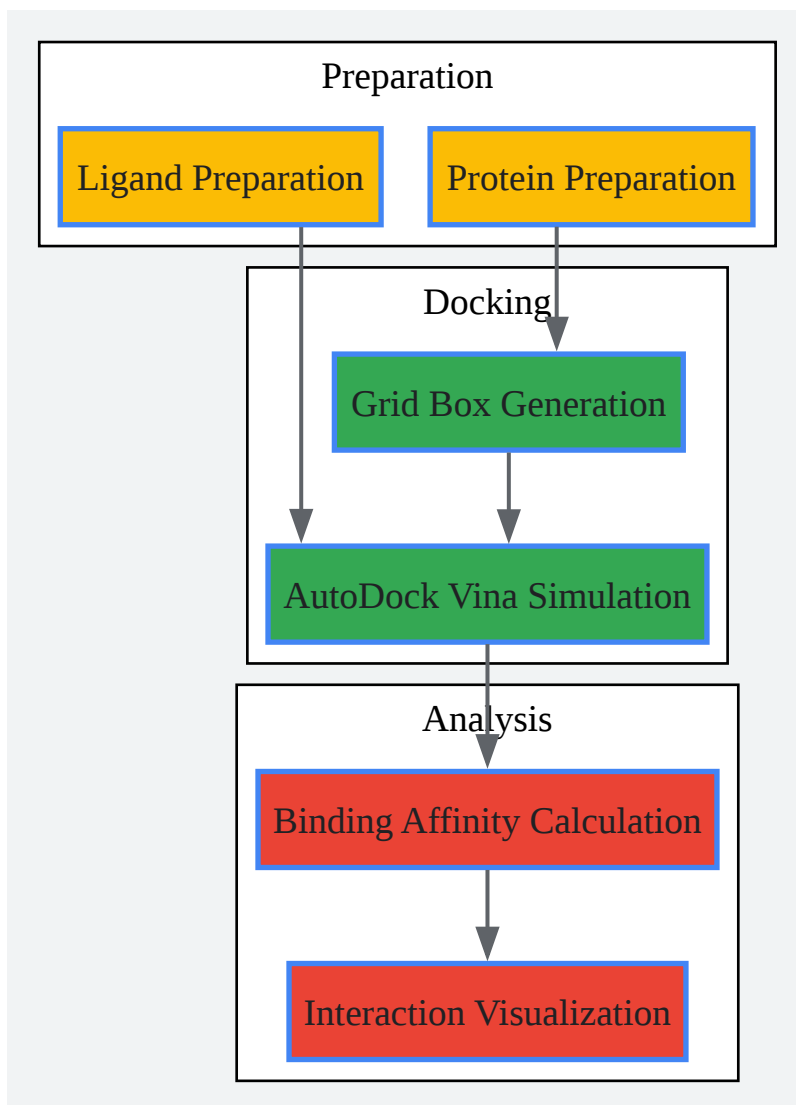 Preparation
Ligand Preparation
Protein Preparation
Docking
Grid Box Generation
AutoDock Vina Simulation
Analysis
Binding Affinity Calculation
Interaction Visualization